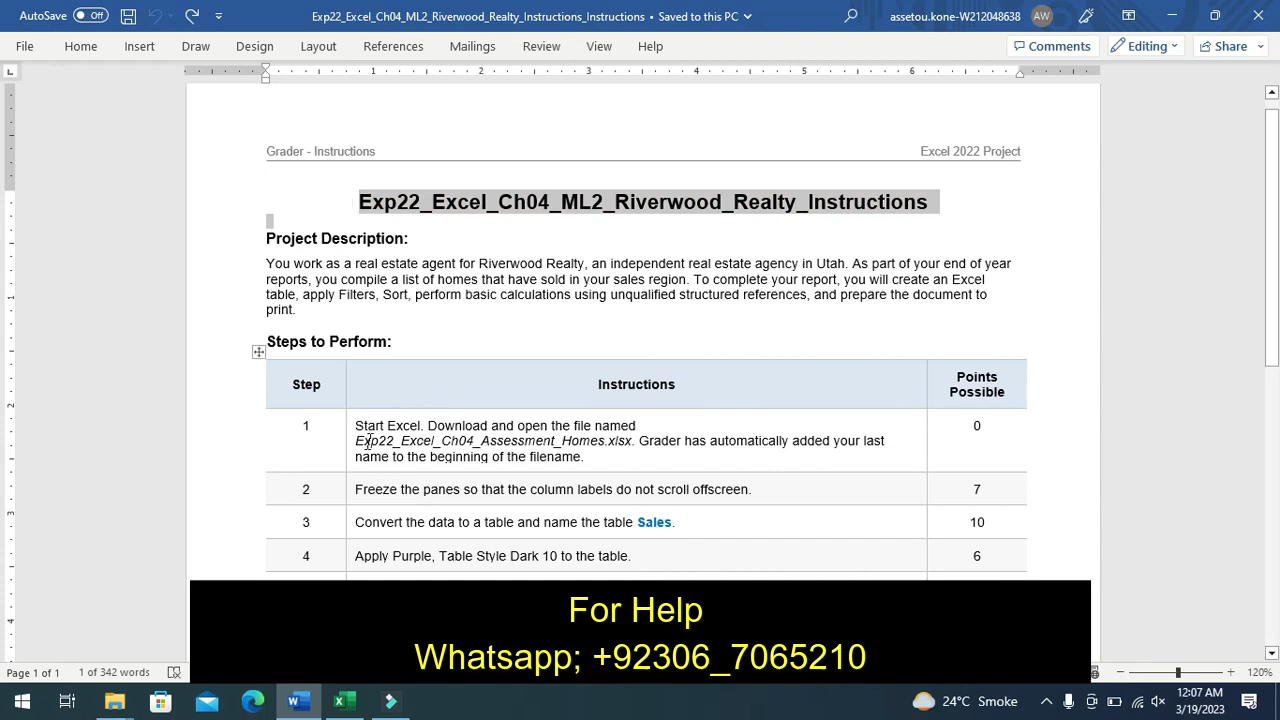 AutoSave Off
Exp22_Excel_Ch04_ML2_Riverwood_Realty_Instructions_Instructions • Saved to this PC
assetou.kone-W212048638 AW
File Home Insert Draw Design Layout References Mailings Review View Help
Comments Editing Share
1 2 3 4 5 6
Grader - Instructions Excel 2022 Project
Exp22_Excel_Ch04_ML2_Riverwood_Realty_Instructions
Project Description:
You work as a real estate agent for Riverwood Realty, an independent real estate agency in Utah. As part of your end of year
reports, you compile a list of homes that have sold in your sales region. To complete your report, you will create an Excel
table, apply Filters, Sort, perform basic calculations using unqualified structured references, and prepare the document to
print.
Steps to Perform:
Step Instructions Points
Possible
1 Start Excel. Download and open the file named 0
Exp22_Excel_Ch04_Assessment_Homes.xlsx. Grader has automatically added your last
name to the beginning of the filename.
2 Freeze the panes so that the column labels do not scroll offscreen. 7
3 Convert the data to a table and name the table Sales. 10
4 Apply Purple, Table Style Dark 10 to the table. 6
For Help
Whatsapp; +92306_7065210
Page 1 of 1 1 of 342 words 120%
24°C Smoke
12:07 AM
3/19/2023